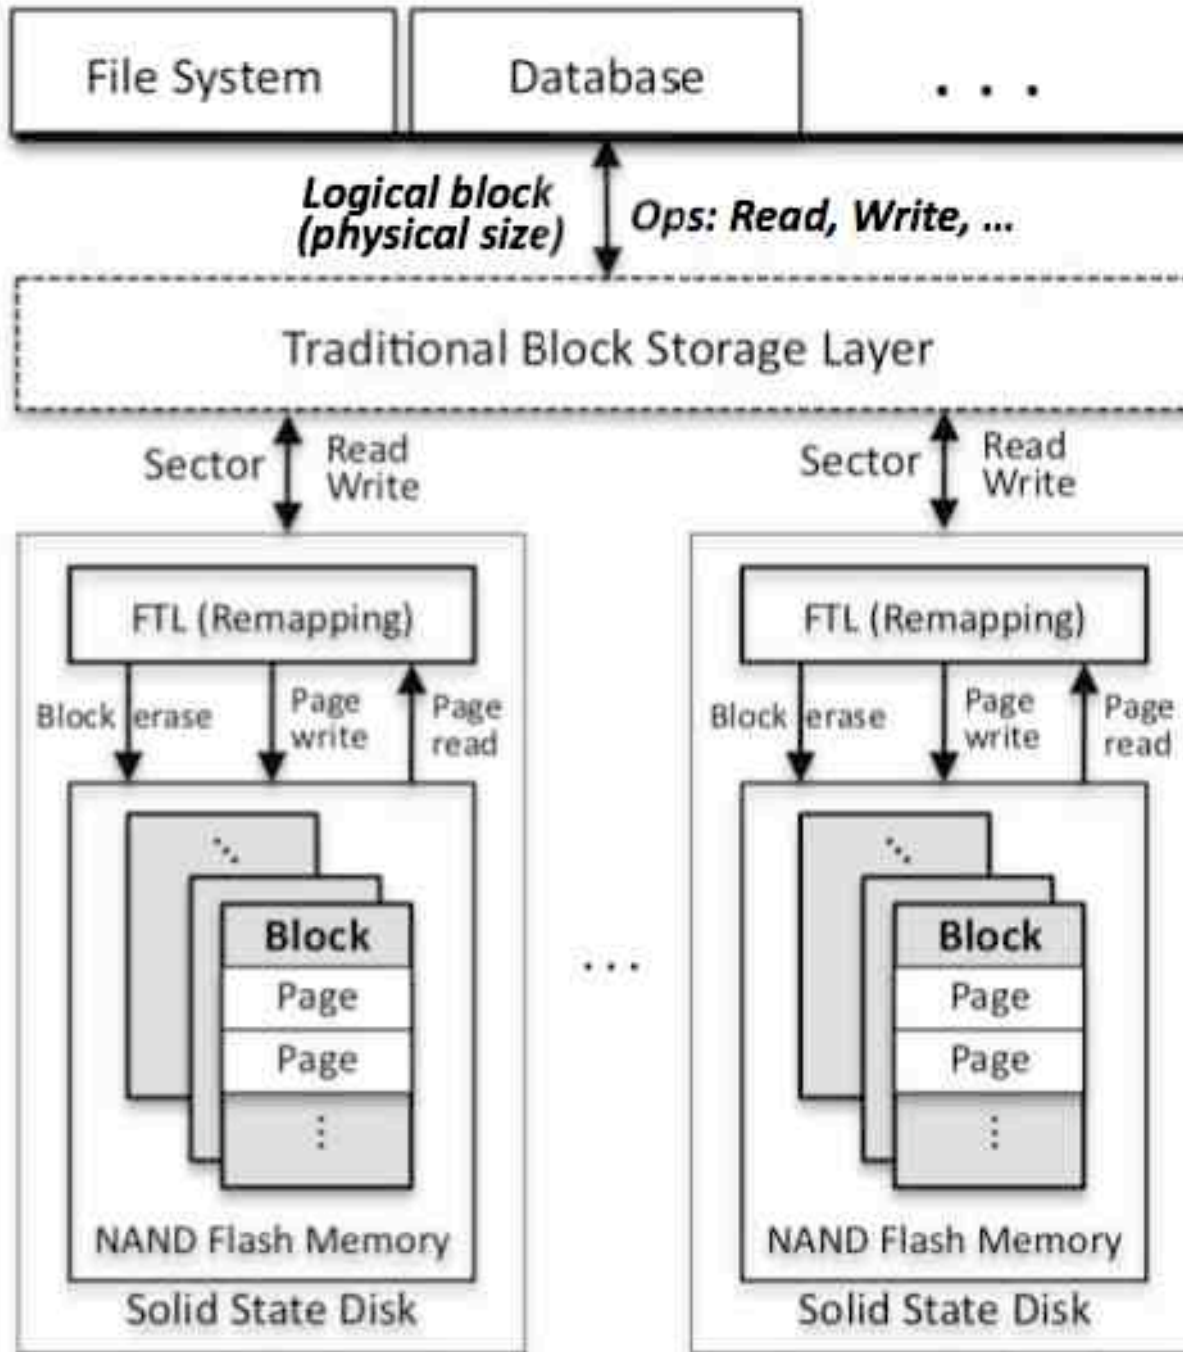 File System
Database
. . .
Logical block
(physical size)
Ops: Read, Write, ...
Traditional Block Storage Layer
Sector
Read
Write
Sector
Read
Write
FTL (Remapping)
Block erase
Page
write
Page
read
Block
Page
Page
⋮
NAND Flash Memory
Solid State Disk
. . .
FTL (Remapping)
Block erase
Page
write
Page
read
Block
Page
Page
⋮
NAND Flash Memory
Solid State Disk